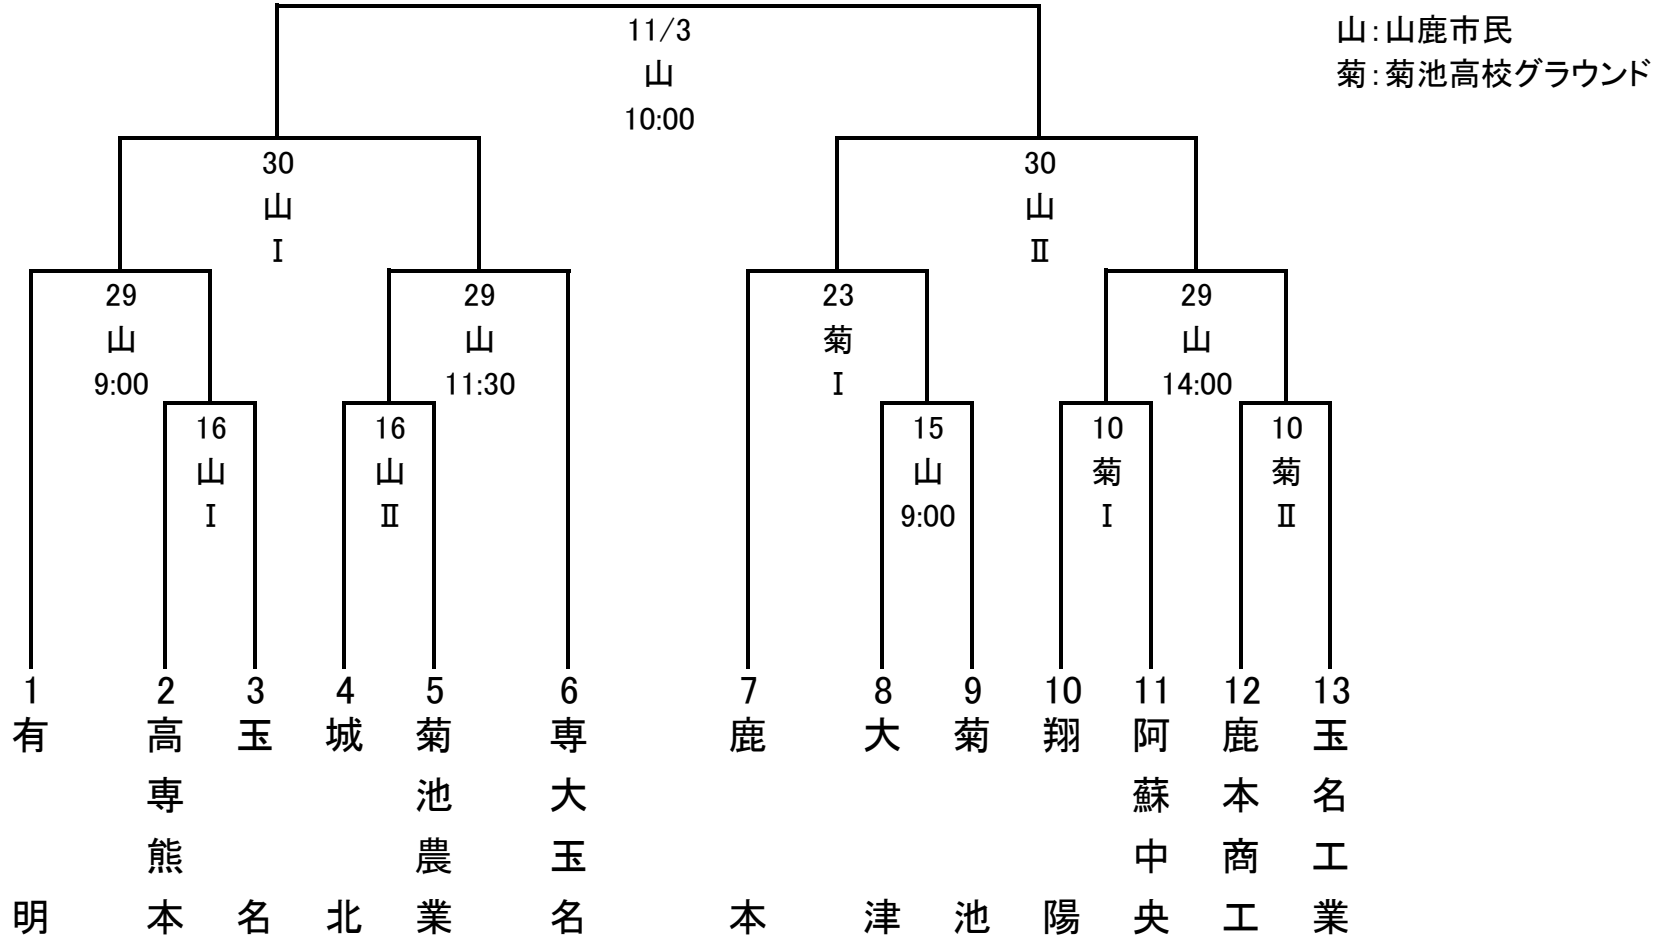 11/3
山
10:00
山：山鹿市民
菊：菊池高校グラウンド
30
山
Ⅰ
30
山
Ⅱ
29
山
9:00
29
山
11:30
23
菊
Ⅰ
29
山
14:00
16
山
Ⅰ
16
山
Ⅱ
15
山
9:00
10
菊
Ⅰ
10
菊
Ⅱ
1
有明
2
高専熊本
3
玉名
4
城北
5
菊池農業
6
専大玉名
7
鹿本
8
大津
9
菊池
10
翔陽
11
阿蘇中央
12
鹿本商工
13
玉名工業